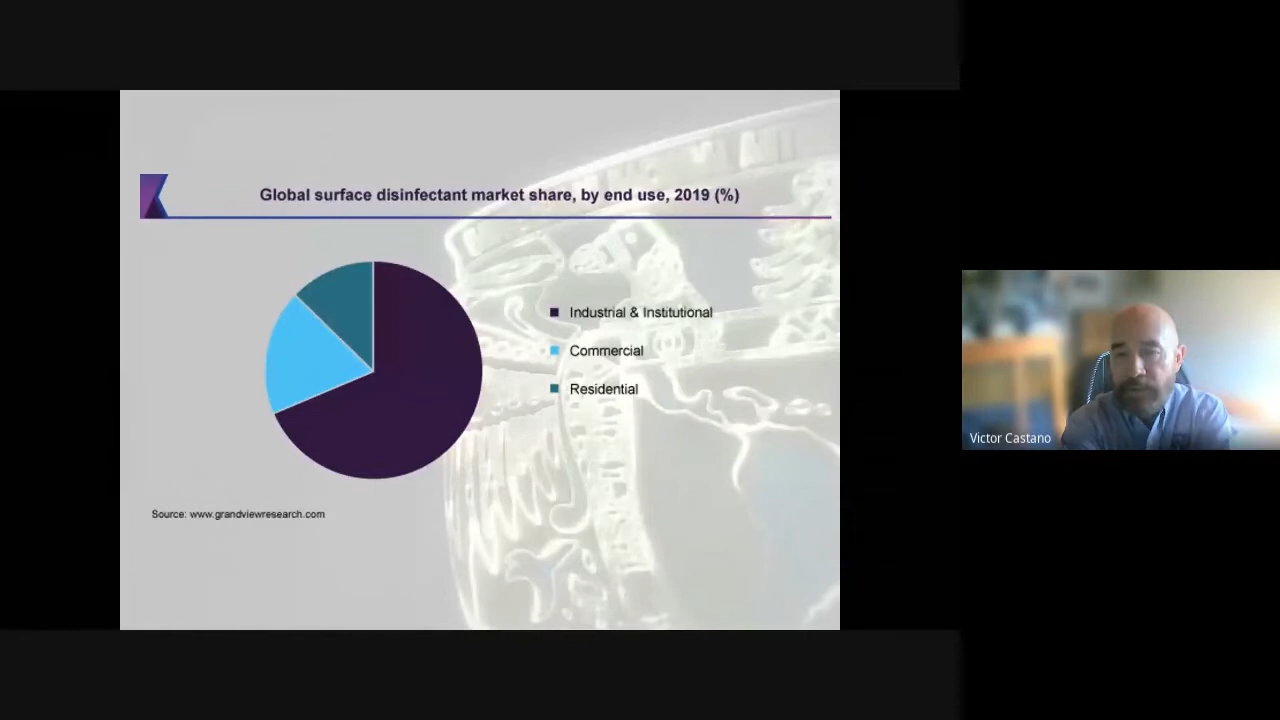 Global surface disinfectant market share, by end use, 2019 (%)
Industrial & Institutional
Commercial
Residential
Source: www.grandviewresearch.com
Victor Castano